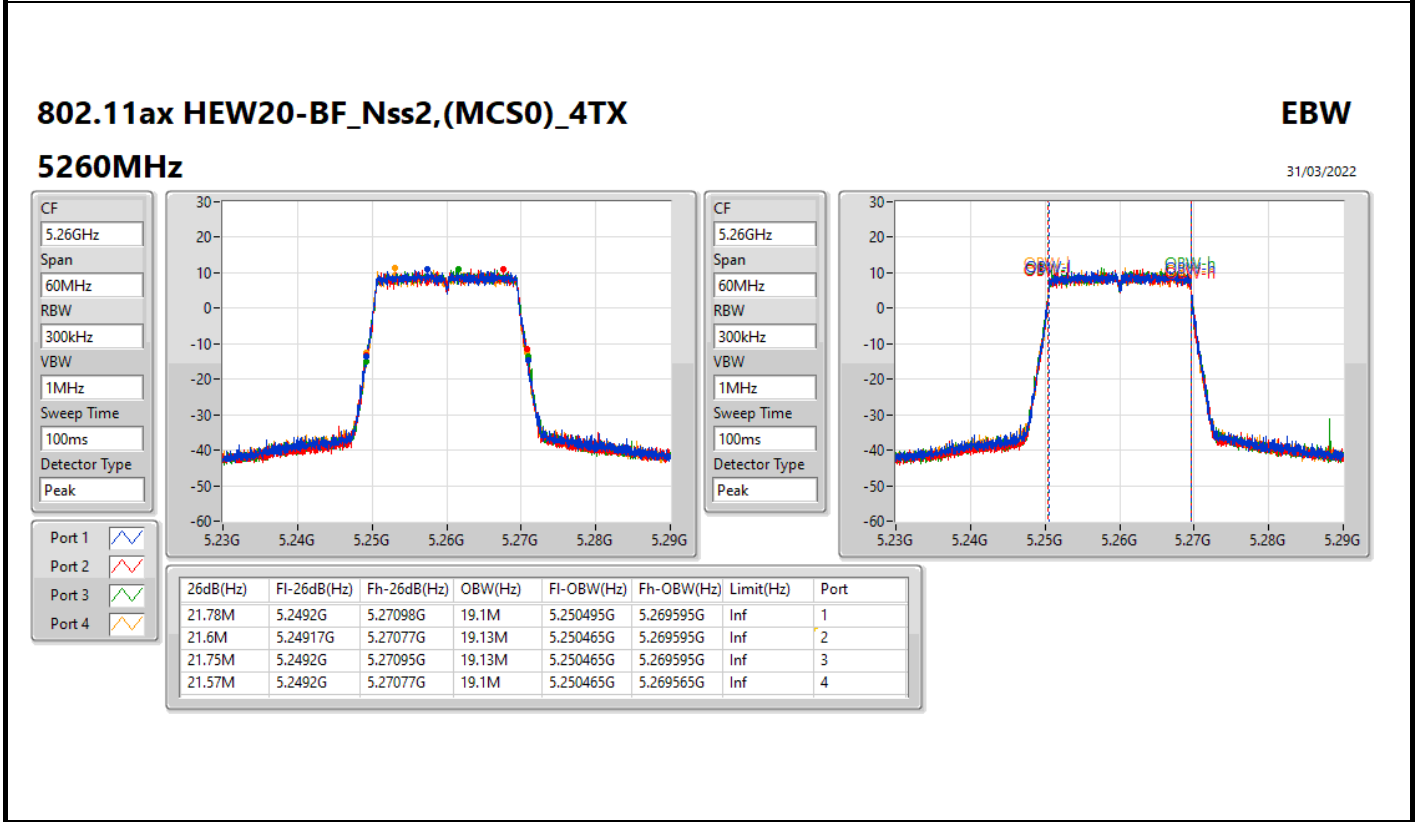 802.11ax HEW20-BF_Nss2,(MCS0)_4TX EBW
5260MHz 31/03/2022
CF
5.26GHz
Span
60MHz
RBW
300kHz
VBW
1MHz
Sweep Time
100ms
Detector Type
Peak
30
20
10
0
-10
-20
-30
-40
-50
-60
5.23G 5.24G 5.25G 5.26G 5.27G 5.28G 5.29G
CF
5.26GHz
Span
60MHz
RBW
300kHz
VBW
1MHz
Sweep Time
100ms
Detector Type
Peak
30
20
10
0
-10
-20
-30
-40
-50
-60
OBW-l OBW-h
5.23G 5.24G 5.25G 5.26G 5.27G 5.28G 5.29G
Port 1
Port 2
Port 3
Port 4
26dB(Hz) Fl-26dB(Hz) Fh-26dB(Hz) OBW(Hz) Fl-OBW(Hz) Fh-OBW(Hz) Limit(Hz) Port
21.78M 5.2492G 5.27098G 19.1M 5.250495G 5.269595G Inf 1
21.6M 5.24917G 5.27077G 19.13M 5.250465G 5.269595G Inf 2
21.75M 5.2492G 5.27095G 19.13M 5.250465G 5.269595G Inf 3
21.57M 5.2492G 5.27077G 19.1M 5.250465G 5.269565G Inf 4